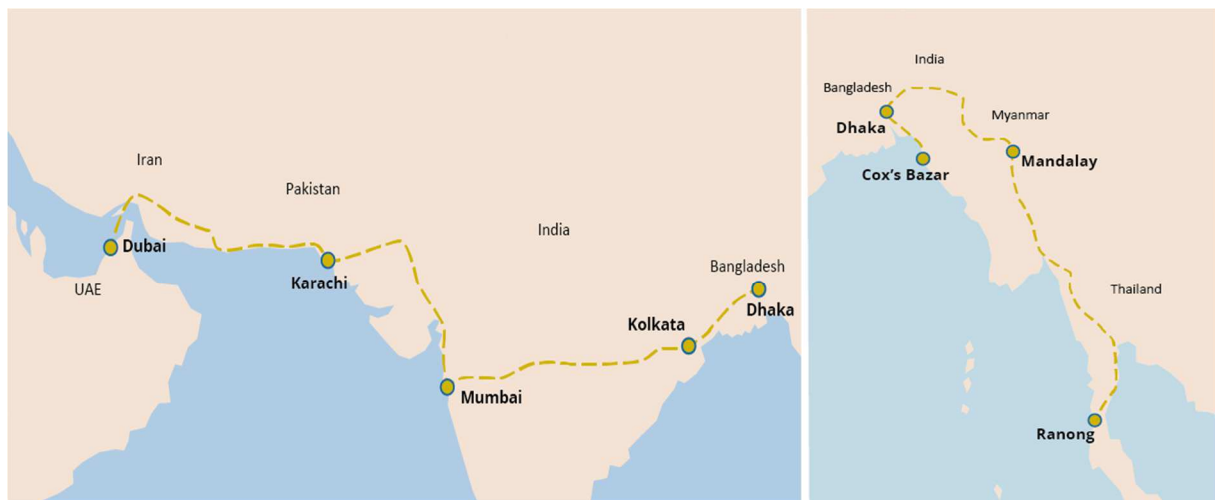 Iran
Pakistan
India
Dubai
UAE
Karachi
Bangladesh
Dhaka
Kolkata
Mumbai
India
Bangladesh
Myanmar
Dhaka
Mandalay
Cox's Bazar
Thailand
Ranong